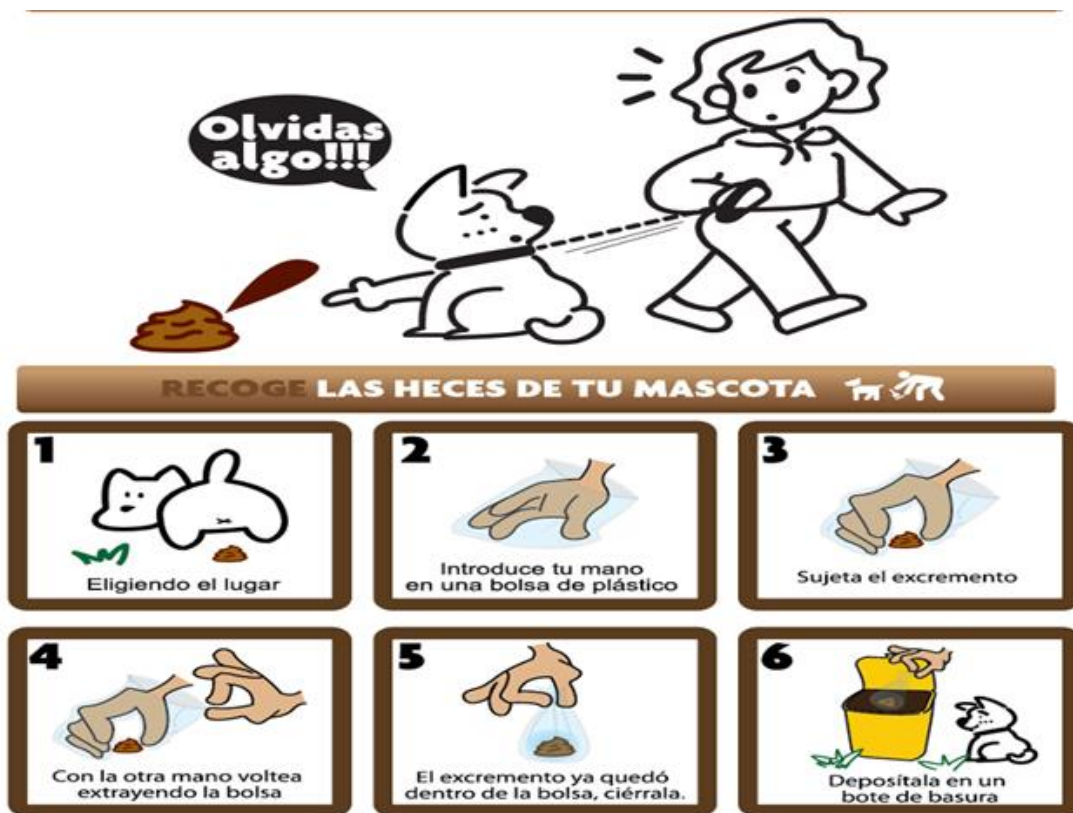 Olvidas
algo!!!
RECOGE LAS HECES DE TU MASCOTA
1
Eligiendo el lugar
2
Introduce tu mano
en una bolsa de plástico
3
Sujeta el excremento
4
Con la otra mano voltea
extrayendo la bolsa
5
El excremento ya quedó
dentro de la bolsa, ciérrala.
6
Deposítala en un
bote de basura